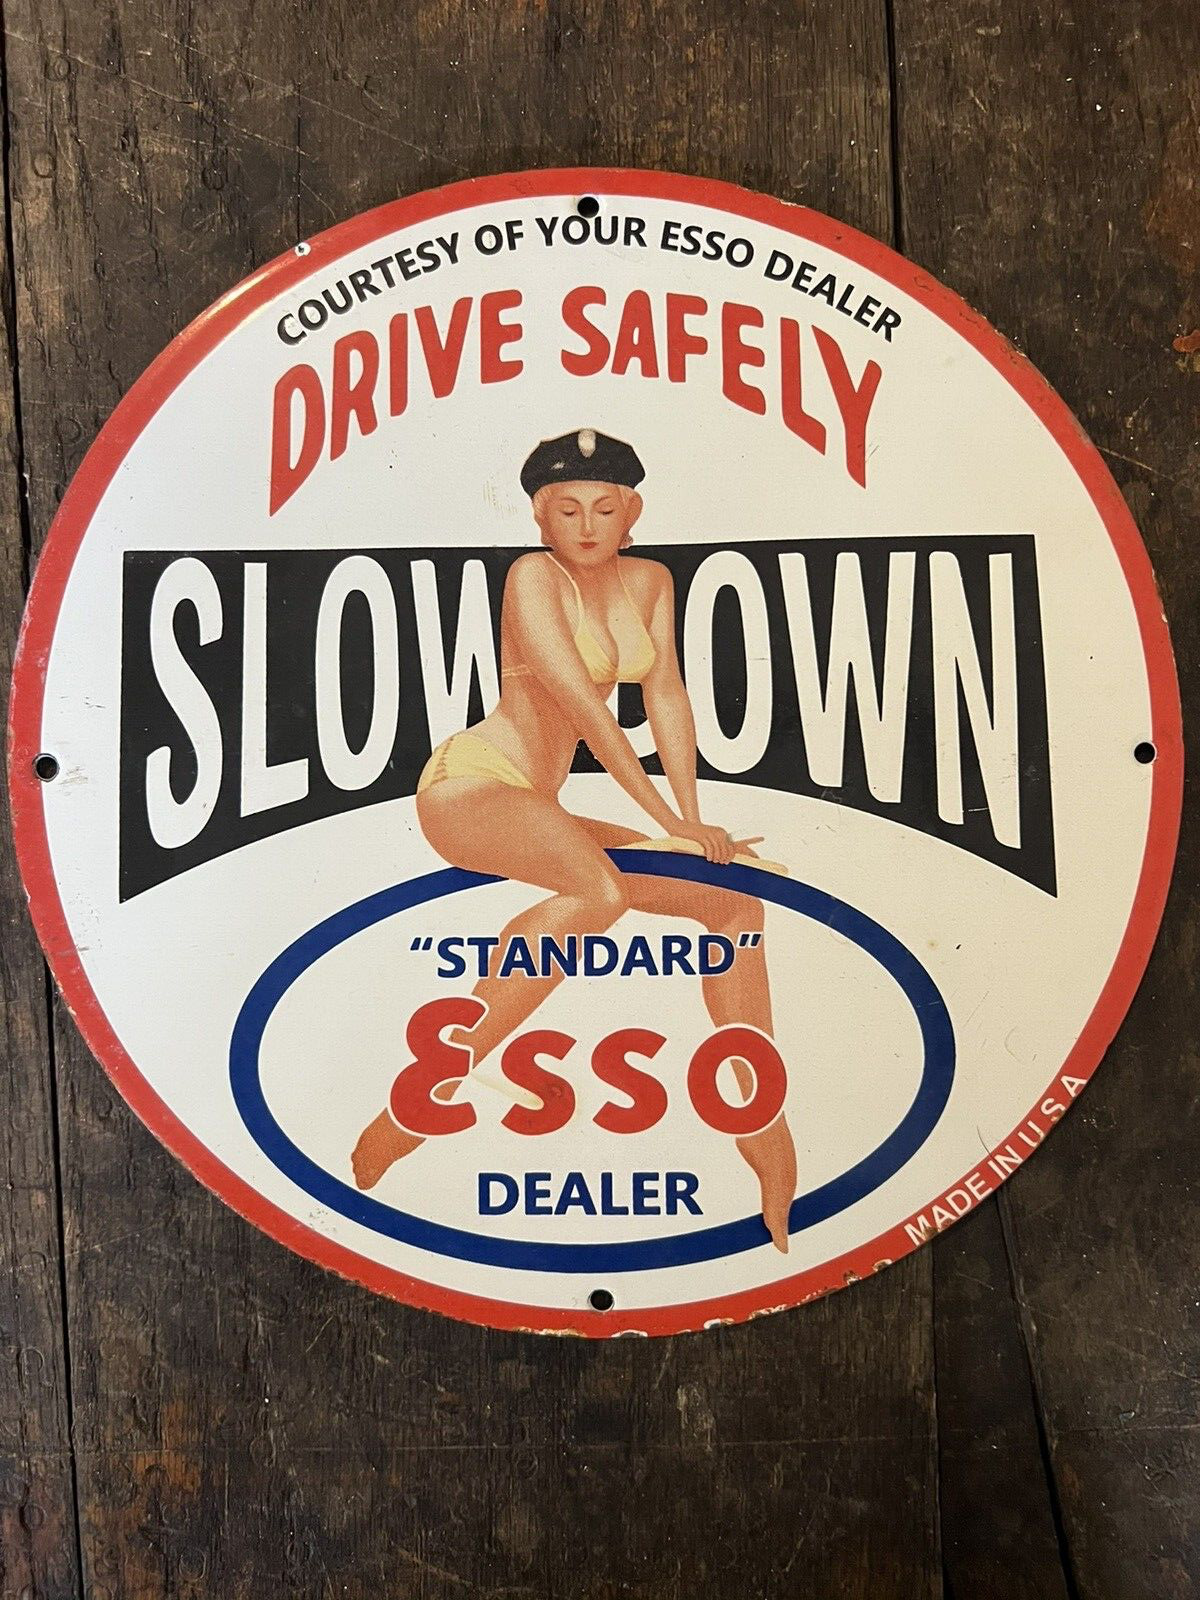 COURTESY OF YOUR ESSO DEALER
DRIVE SAFELY
SLOW DOWN
“STANDARD”
Esso
DEALER
MADE IN U.S.A